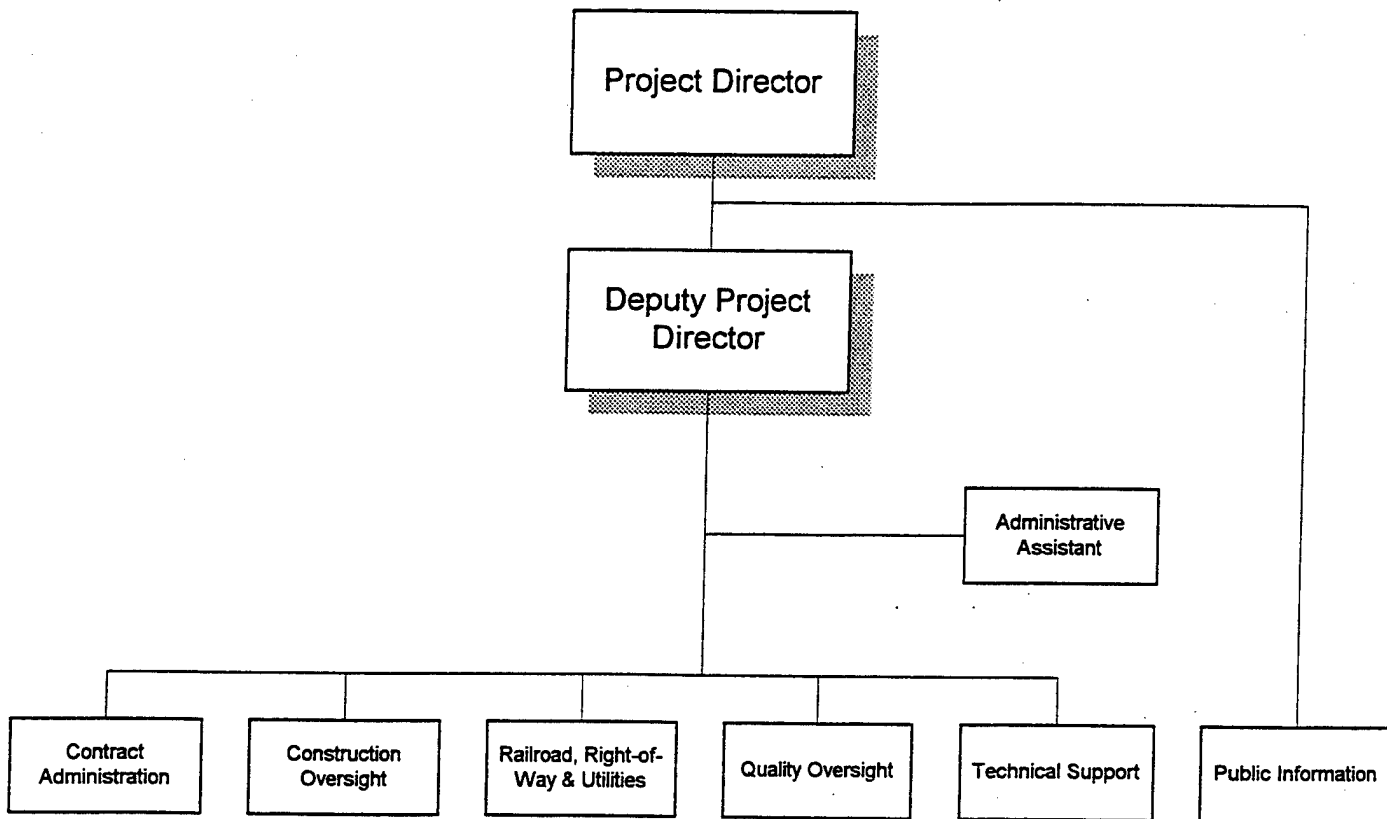 Project Director
Deputy Project
Director
Administrative
Assistant
Contract
Administration
Construction
Oversight
Railroad, Right-of-
Way & Utilities
Quality Oversight
Technical Support
Public Information